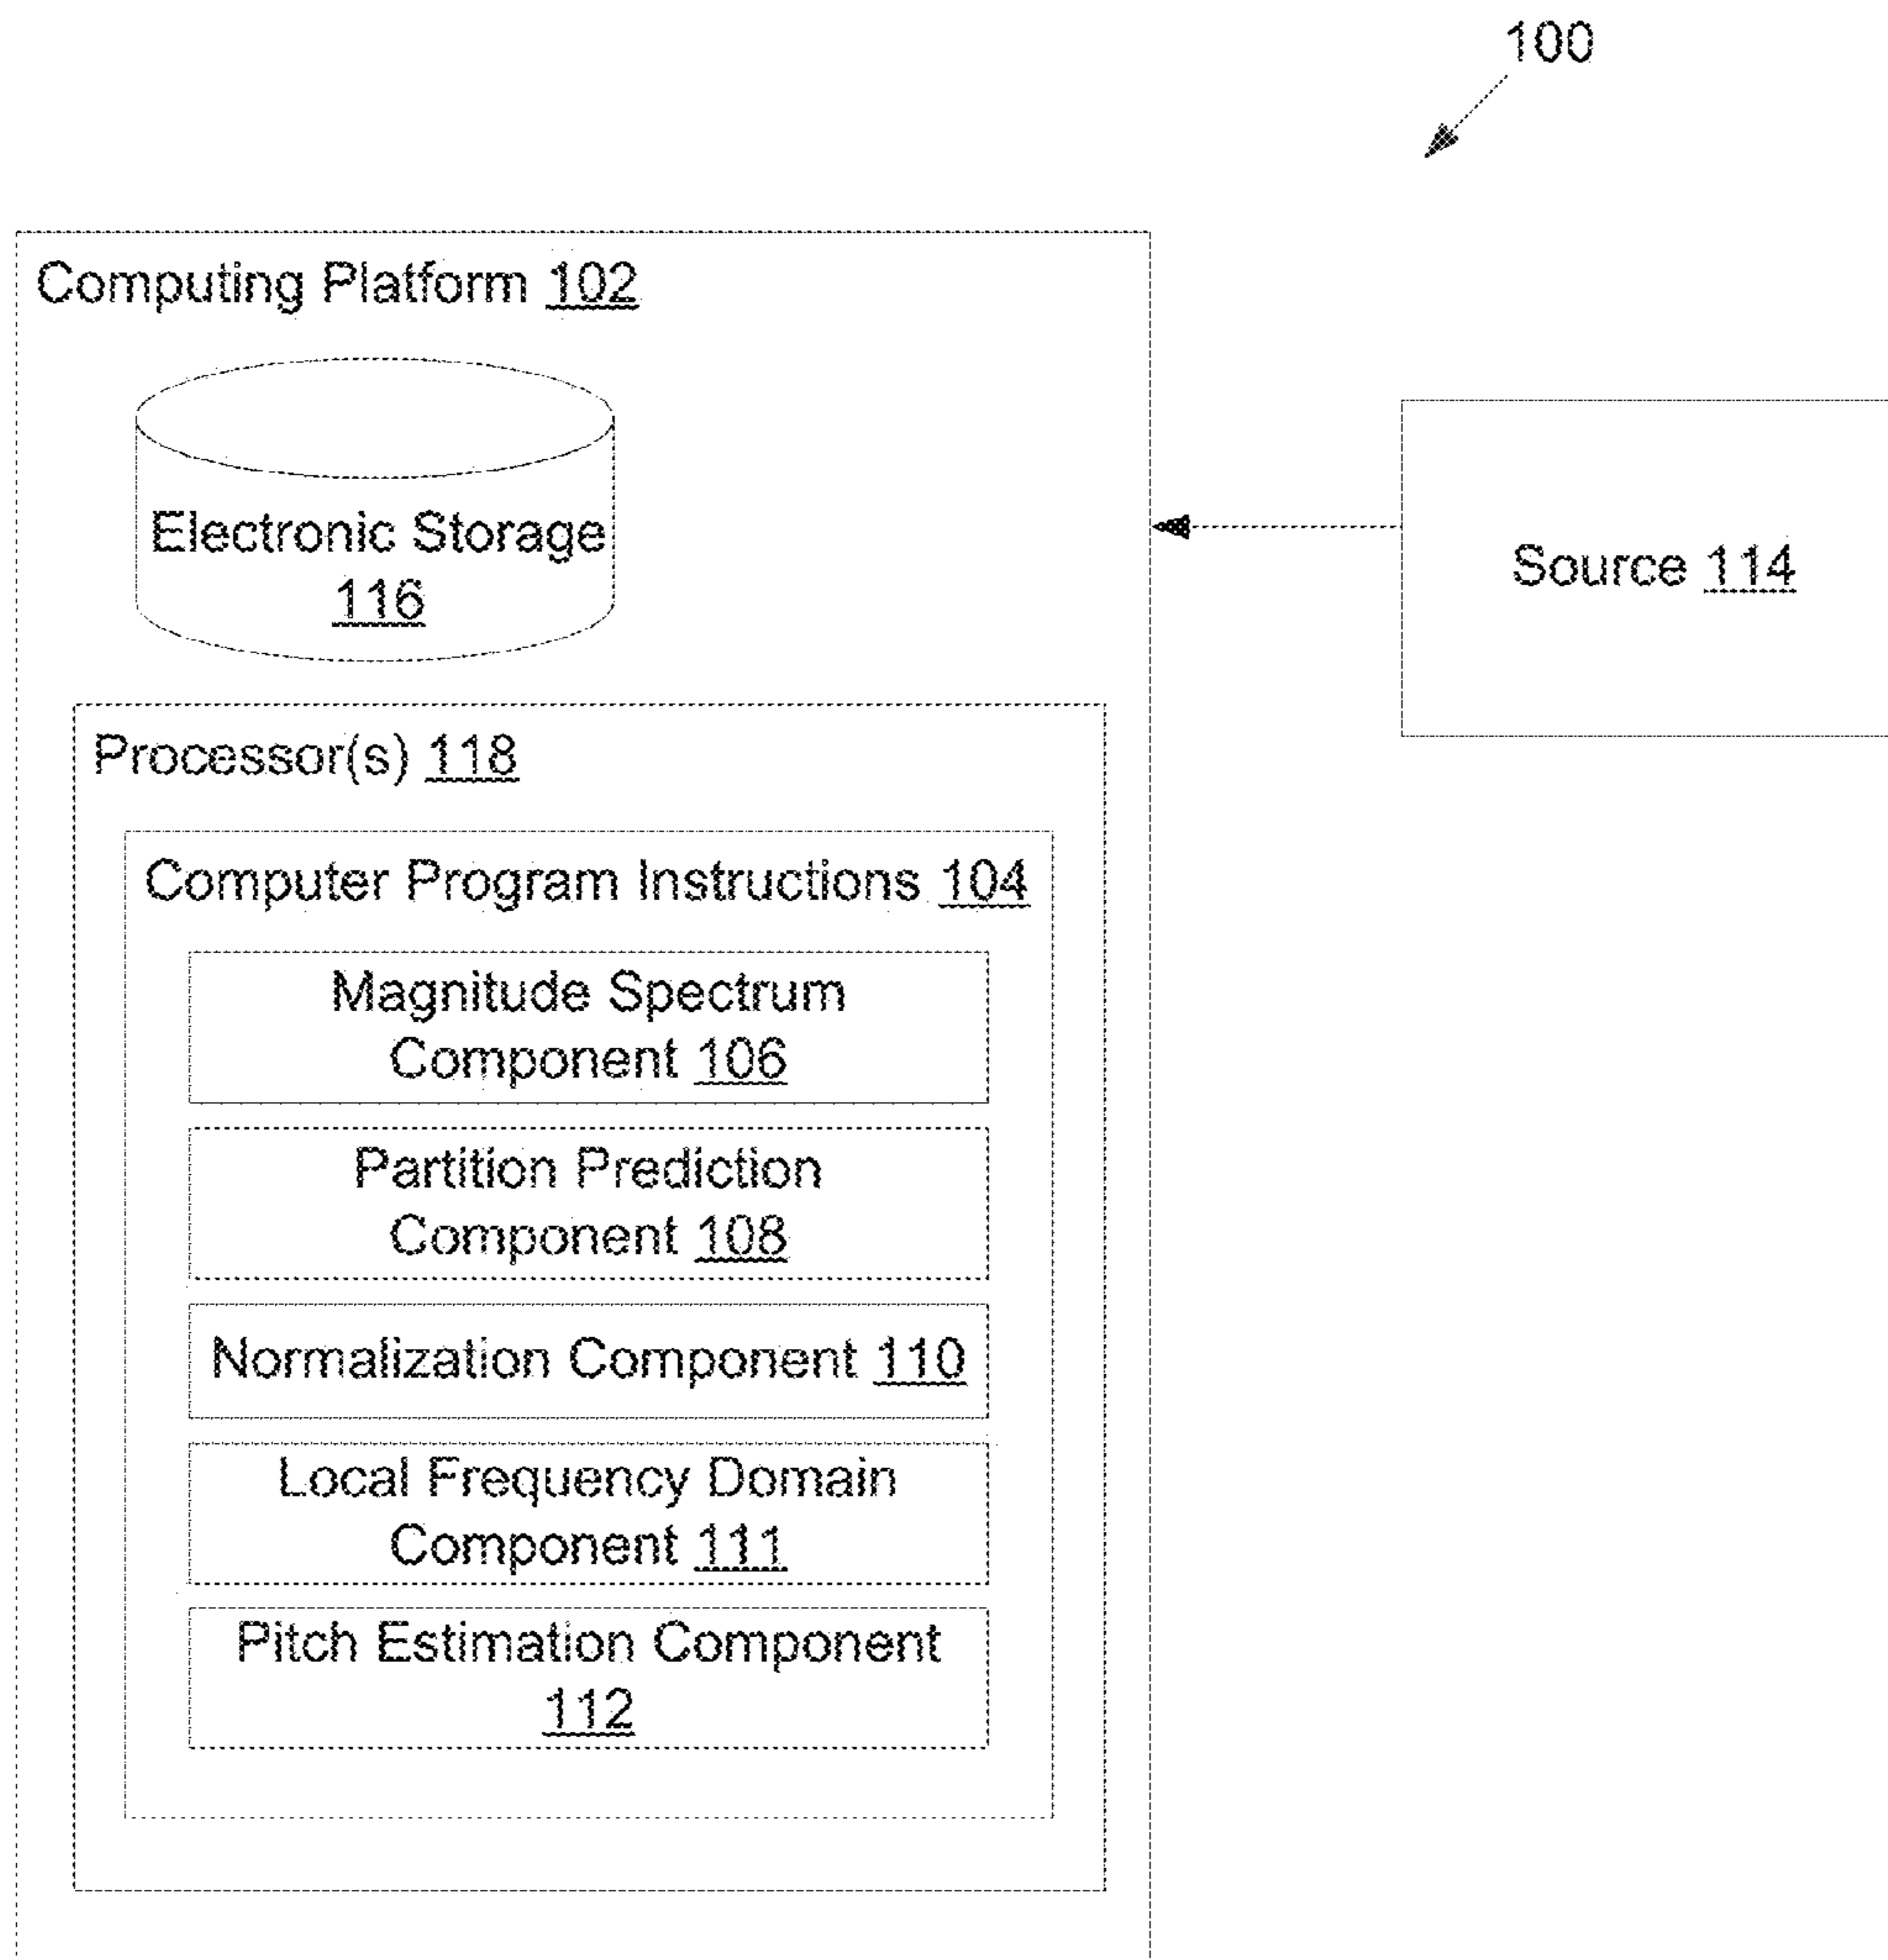 100
Computing Platform 102
Electronic Storage
116
Source 114
Processor(s) 118
Computer Program Instructions 104
Magnitude Spectrum
Component 106
Partition Prediction
Component 108
Normalization Component 110
Local Frequency Domain
Component 111
Pitch Estimation Component
112